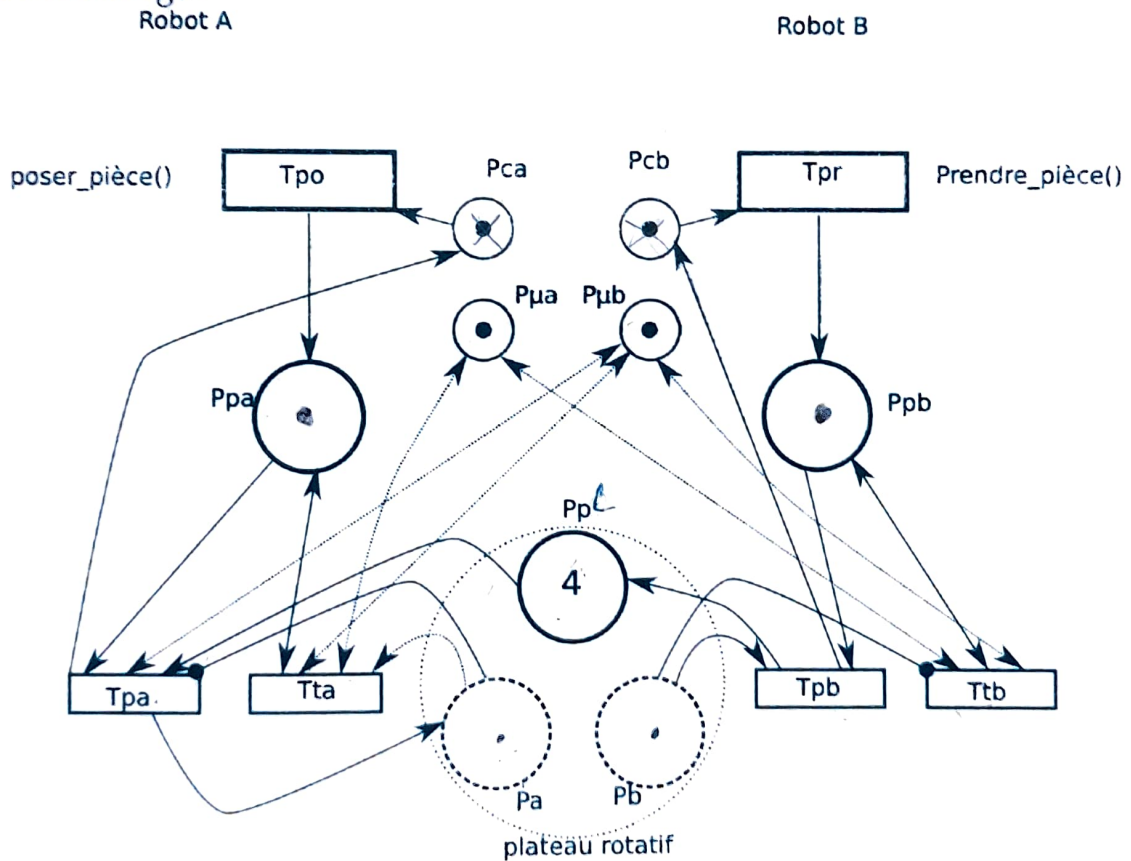 Robot A
Robot B
poser_pièce()
Tpo
Pca
Pcb
Tpr
Prendre_pièce()
Pµa
Pµb
Ppa
Ppb
PpL
4
Tpa
Tta
Tpb
Ttb
Pa
Pb
plateau rotatif